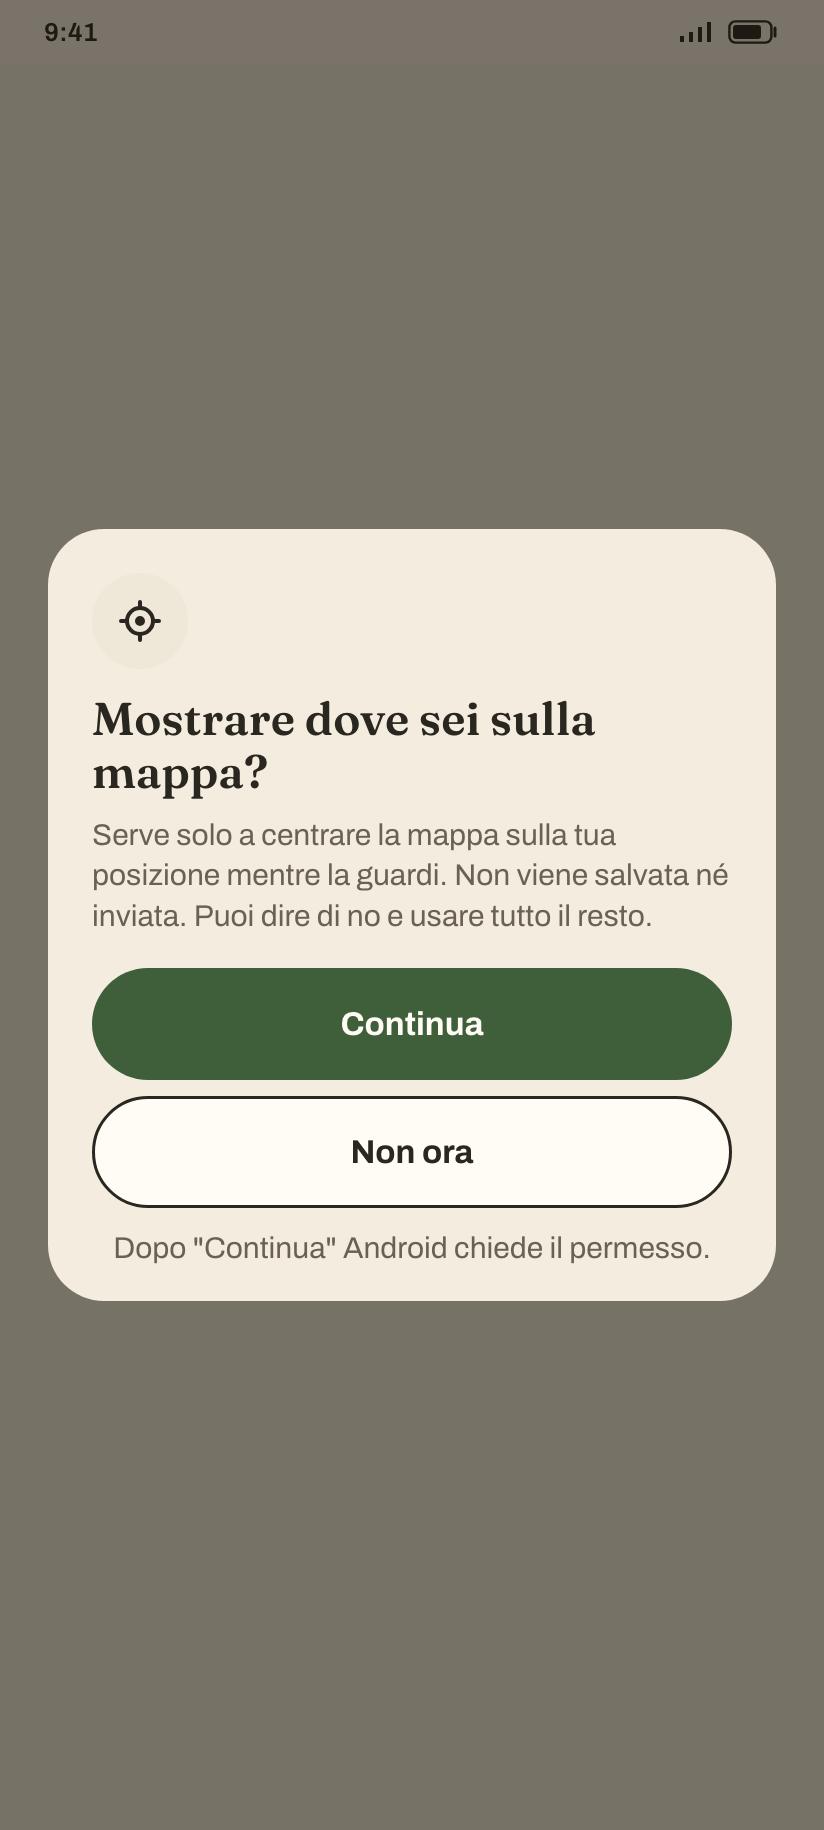 9:41
Mostrare dove sei sulla
mappa?
Serve solo a centrare la mappa sulla tua
posizione mentre la guardi. Non viene salvata né
inviata. Puoi dire di no e usare tutto il resto.
Continua
Non ora
Dopo "Continua" Android chiede il permesso.